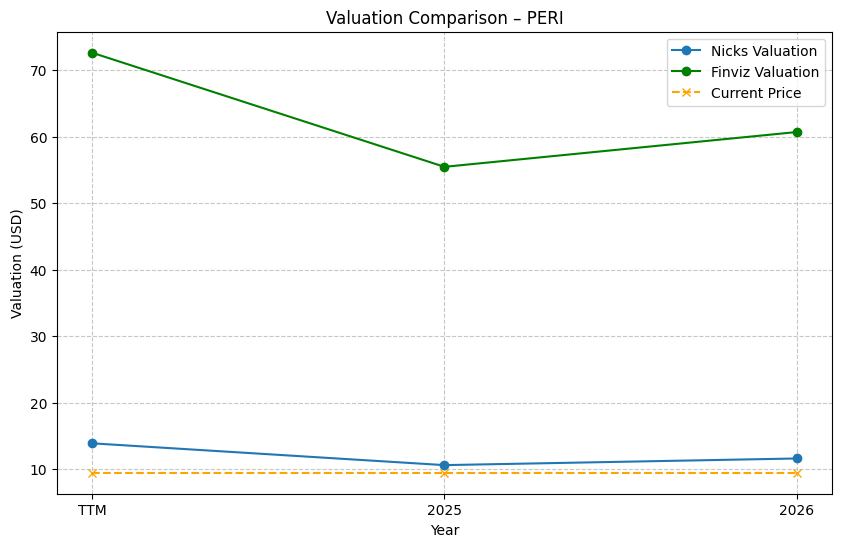 Valuation Comparison – PERI
Nicks Valuation
Finviz Valuation
Current Price
Valuation (USD)
70
60
50
40
30
20
10
TTM
2025
2026
Year